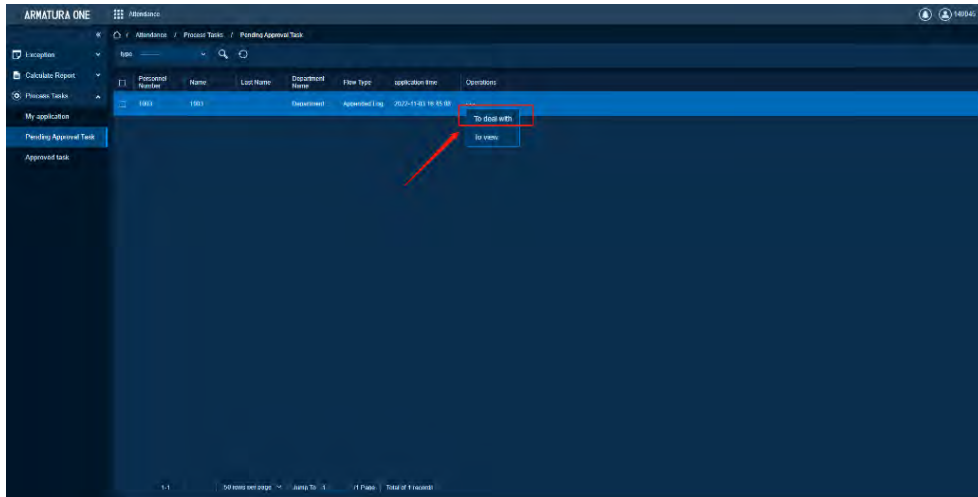 ARMATURA ONE
Attendance
140045
Attendance / Process Tasks / Pending Approval Task
Exception
type
Calculate Report
Process Tasks
My application
Pending Approval Task
Approved task
Personnel Number
Name
Last Name
Department Name
Flow Type
application time
Operations
Department
Appended Log
To deal with
To view
1-1
50 rows per page
Jump To 1
/1 Page
Total of 1 records